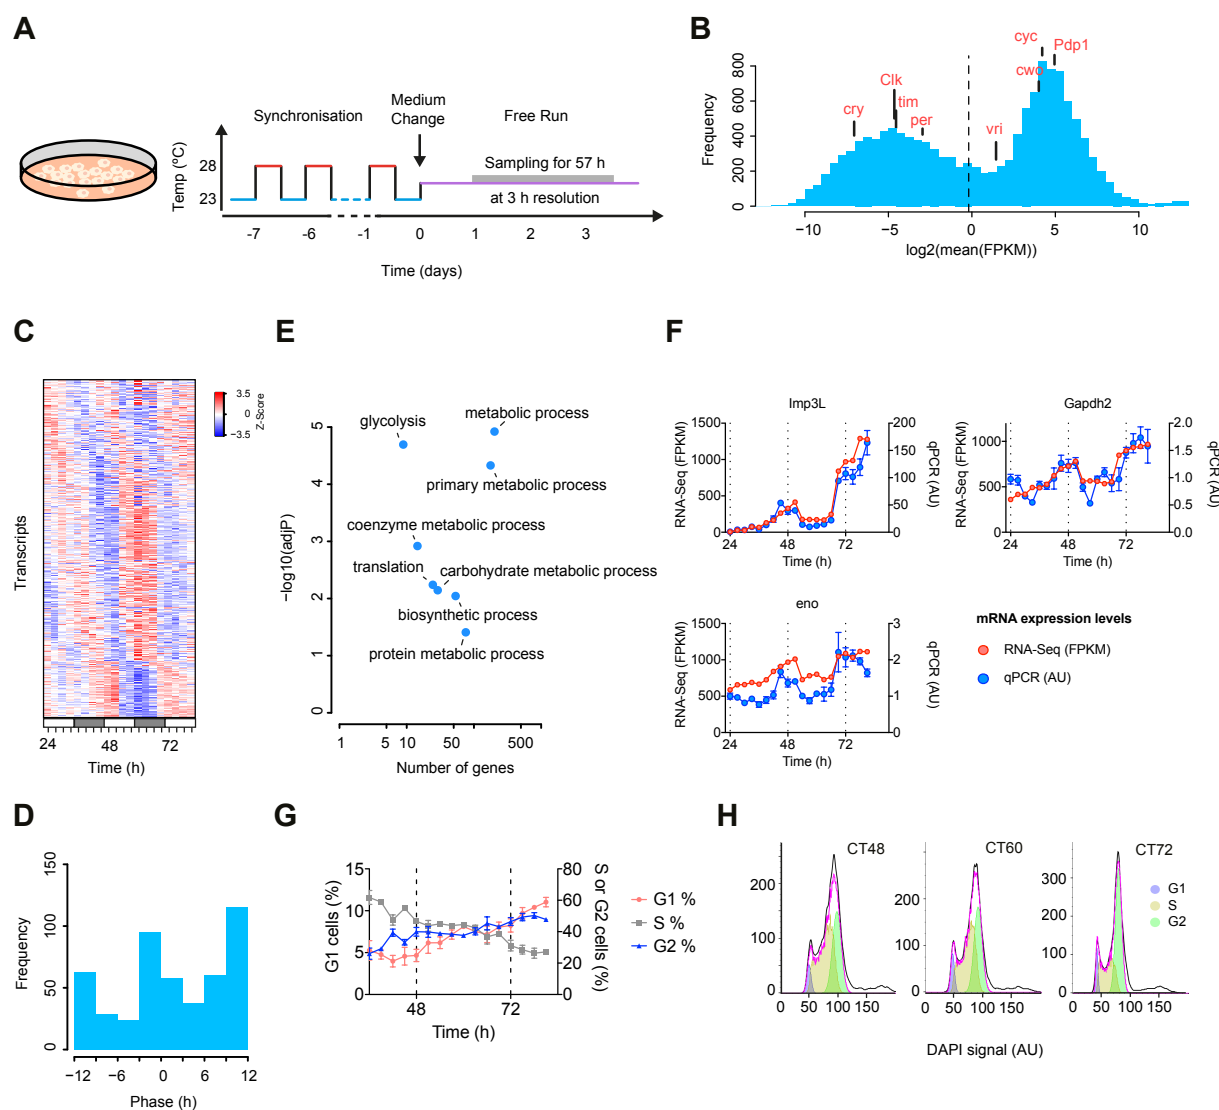 A
Synchronisation
Medium
Change
Free Run
Temp (ºC)
28
23
Sampling for 57 h
at 3 h resolution
-7 -6 -1 0 1 2 3
Time (days)
B
Frequency
0 200 400 600 800
cry
Clk
tim
per
vri
cyc
cwo
Pdp1
−10 −5 0 5 10
log2(mean(FPKM))
C
Transcripts
3.5
0
−3.5
Z-Score
24 48 72
Time (h)
E
−log10(adjP)
0 1 2 3 4 5
glycolysis
metabolic process
primary metabolic process
coenzyme metabolic process
translation
carbohydrate metabolic process
biosynthetic process
protein metabolic process
1 5 10 50 500
Number of genes
F
Imp3L
RNA-Seq (FPKM)
0 500 1000 1500
qPCR (AU)
0 50 100 150 200
24 48 72
Time (h)
Gapdh2
RNA-Seq (FPKM)
0 500 1000
qPCR (AU)
0.0 0.5 1.0 1.5 2.0
24 48 72
Time (h)
eno
RNA-Seq (FPKM)
0 500 1000 1500
qPCR (AU)
0 1 2 3
24 48 72
Time (h)
mRNA expression levels
RNA-Seq (FPKM)
qPCR (AU)
D
Frequency
0 50 100 150
−12 −6 0 6 12
Phase (h)
G
G1 cells (%)
0 5 10 15
S or G2 cells (%)
0 20 40 60 80
48 72
Time (h)
G1 %
S %
G2 %
H
CT48
0 100 200
0 50 100 150
CT60
0 100 200
0 50 100 150
CT72
0 100 200 300
0 50 100 150
G1
S
G2
DAPI signal (AU)